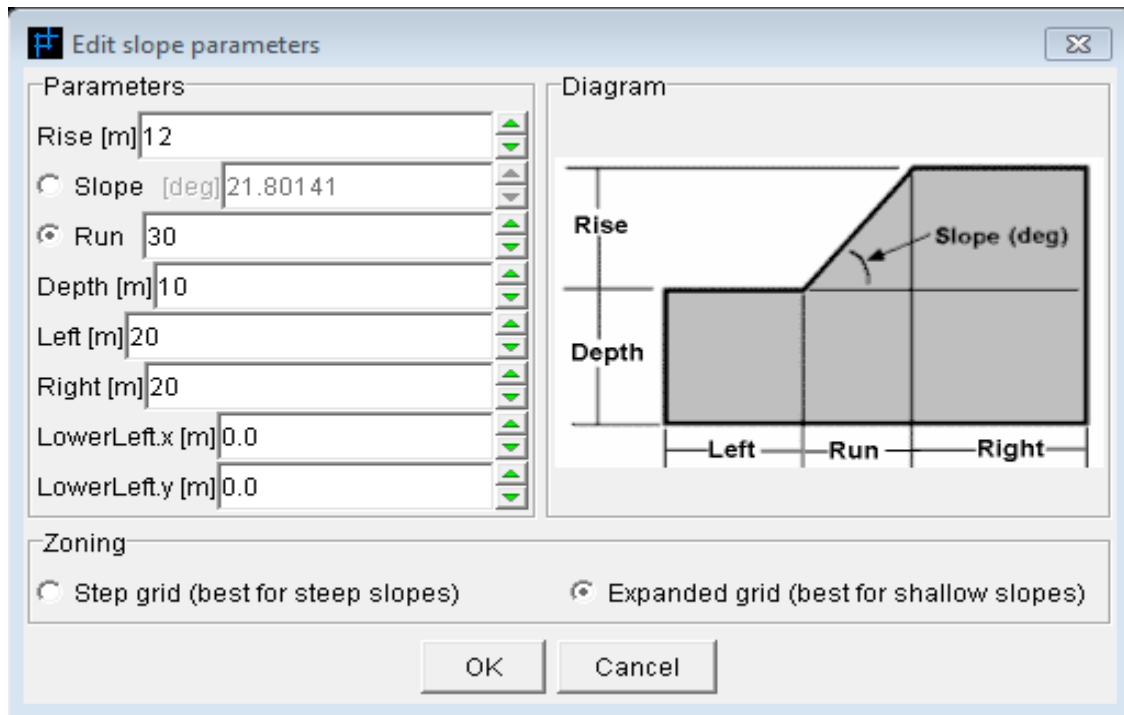 Edit slope parameters
Parameters
Rise [m] 12
Slope [deg] 21.80141
Run 30
Depth [m] 10
Left [m] 20
Right [m] 20
LowerLeft.x [m] 0.0
LowerLeft.y [m] 0.0
Diagram
Rise
Slope (deg)
Depth
Left Run Right
Zoning
Step grid (best for steep slopes) Expanded grid (best for shallow slopes)
OK Cancel